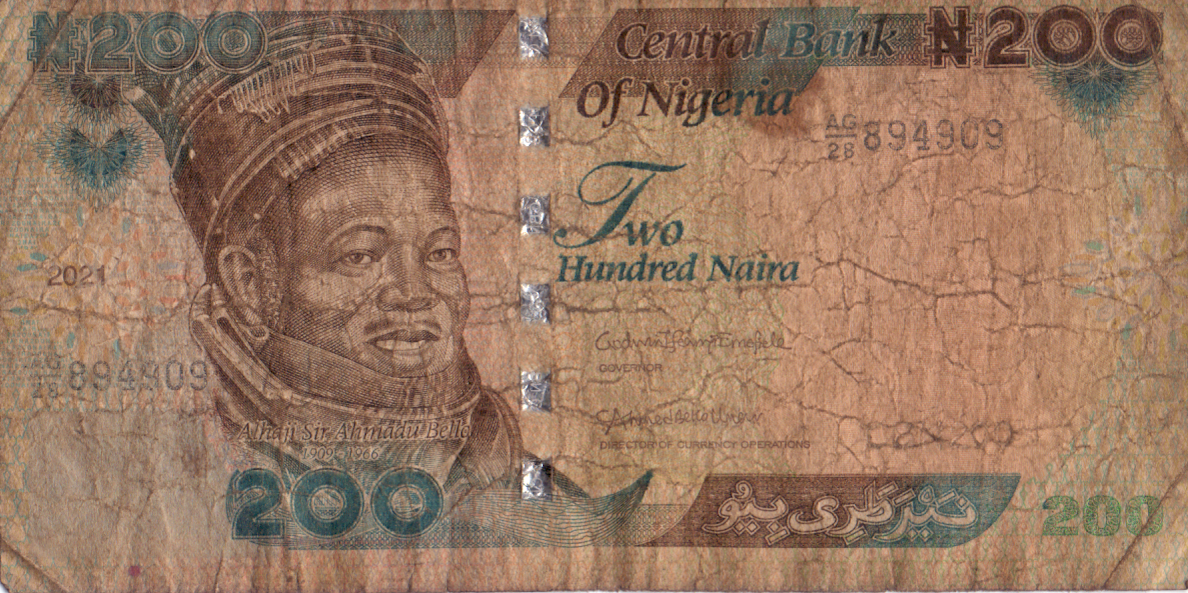 ₦200
Central Bank
Of Nigeria
₦200
AG
28 894909
Two
Hundred Naira
2021
GOVERNOR
AG
28 894909
DIRECTOR OF CURRENCY OPERATIONS
Alhaji Sir Ahmadu Bello
1909-1966
200
نَيْرَ طَرِى بِيُو
200